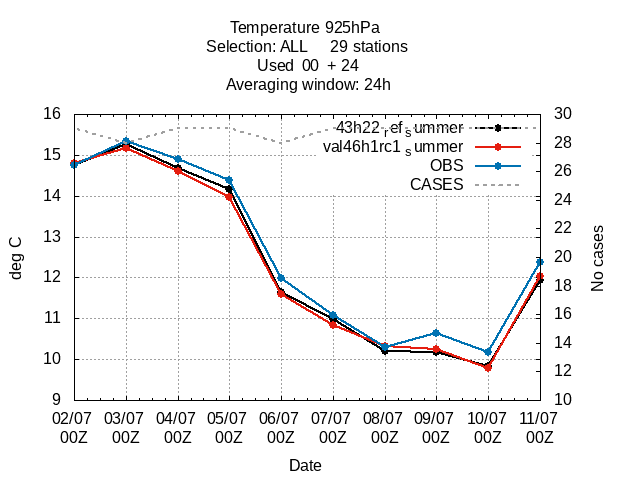 Temperature 925hPa
Selection: ALL     29 stations
Used  00  + 24
Averaging window: 24h
43h22refsummer
val46h1rc1summer
OBS
CASES
16
15
14
13
12
11
10
9
30
28
26
24
22
20
18
16
14
12
10
deg C
No cases
02/07 03/07 04/07 05/07 06/07 07/07 08/07 09/07 10/07 11/07
00Z 00Z 00Z 00Z 00Z 00Z 00Z 00Z 00Z 00Z
Date